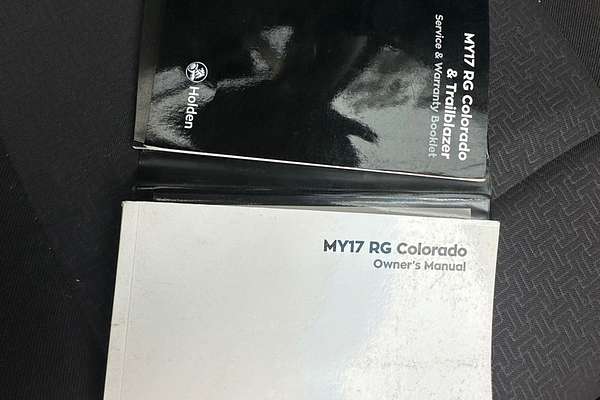 MY17 RG Colorado
& Trailblazer
Service & Warranty Booklet
Holden
MY17 RG Colorado
Owner's Manual